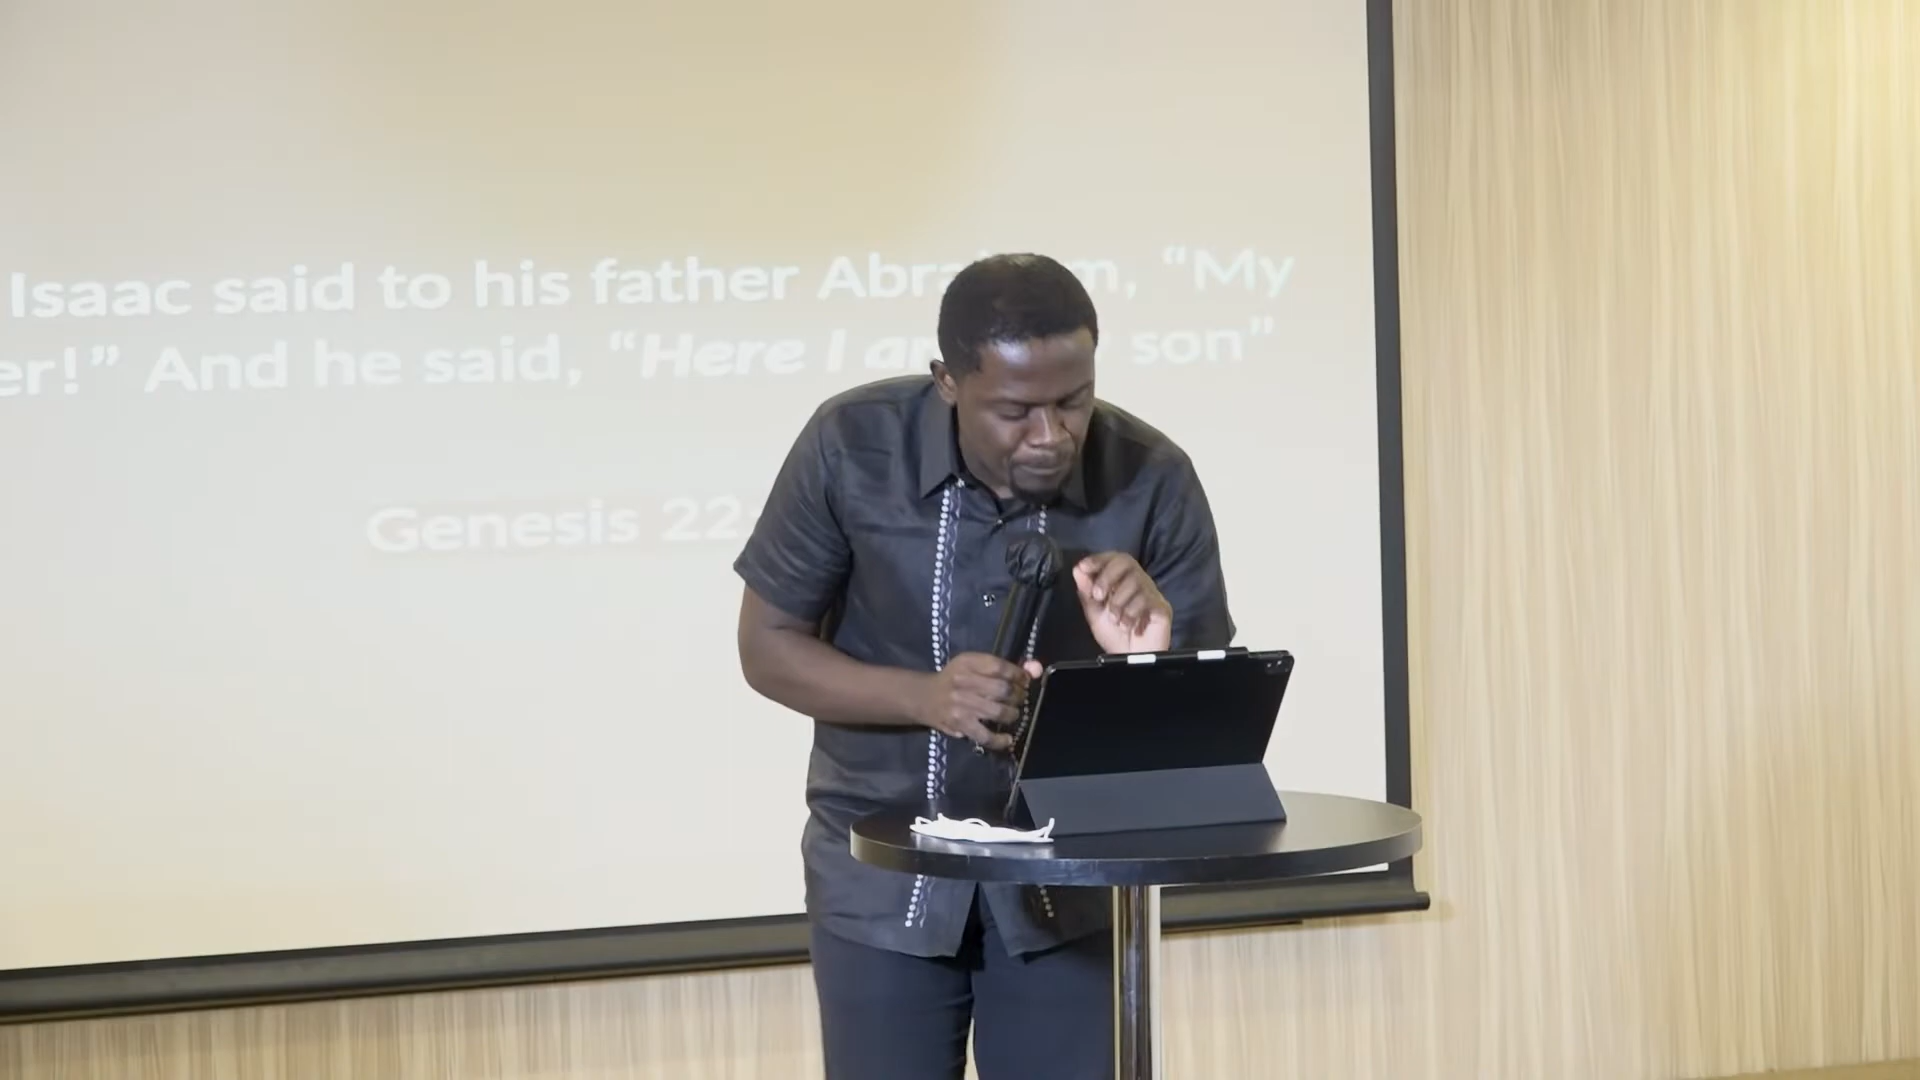 Isaac said to his father Abra m, “My
er!” And he said, “Here I a son”
Genesis 22: